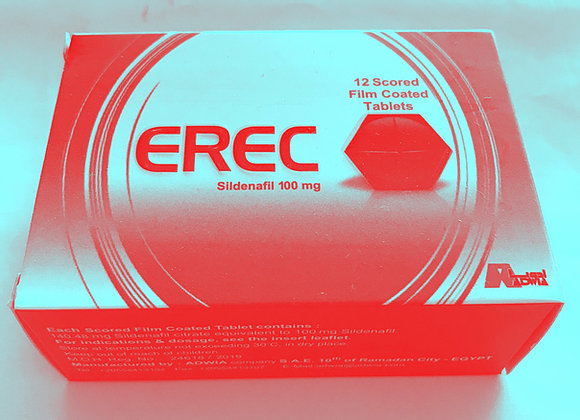 12 Scored
Film Coated
Tablets
EREC
Sildenafil 100 mg
ADWIA
Each Scored Film Coated Tablet contains :
140.48 mg Sildenafil citrate equivalent to 100 mg Sildenafil.
For indications & dosage, see the insert leaflet.
Store at temperature not exceeding 30°C, in dry place.
Keep out of reach of children.
Manufactured by : ADWIA company S.A.E. 10th of Ramadan City - EGYPT